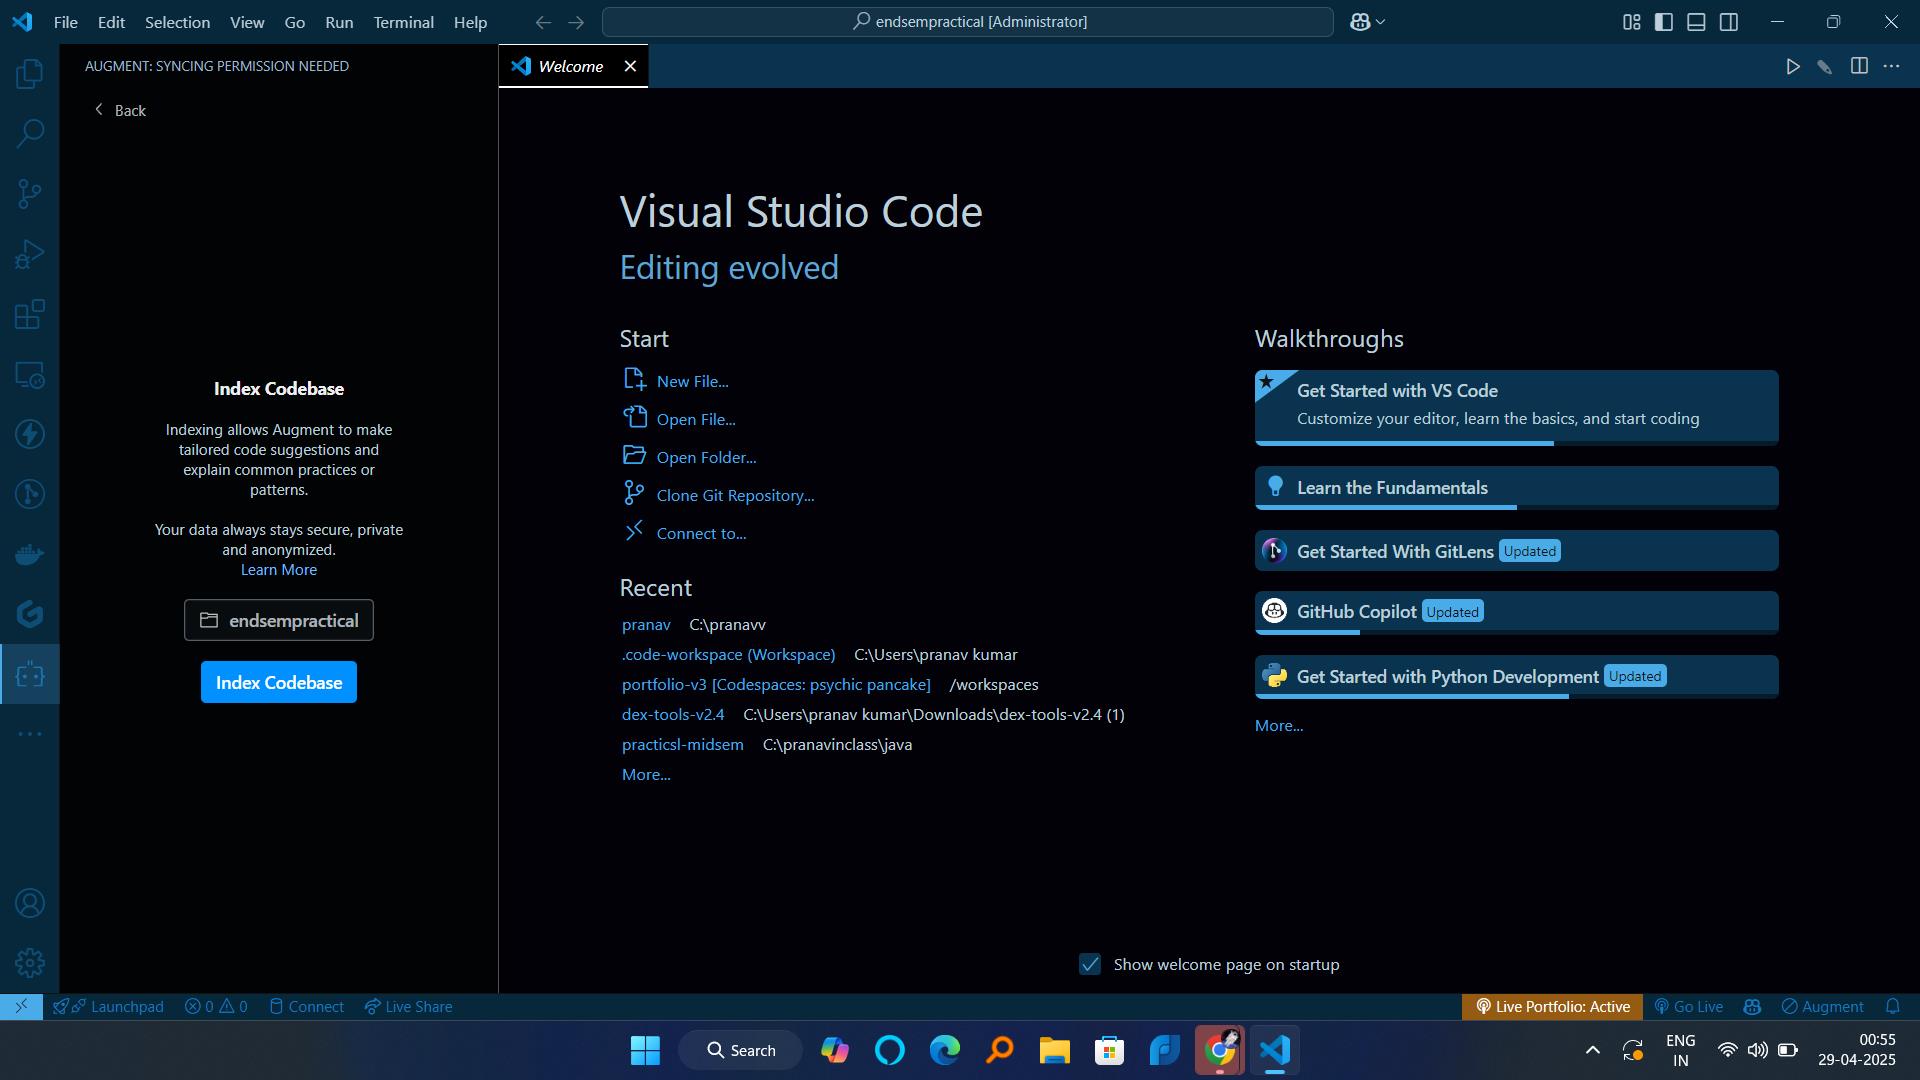 File Edit Selection View Go Run Terminal Help
endsempractical [Administrator]
AUGMENT: SYNCING PERMISSION NEEDED
Back
Index Codebase
Indexing allows Augment to make
tailored code suggestions and
explain common practices or
patterns.
Your data always stays secure, private
and anonymized.
Learn More
endsempractical
Index Codebase
Welcome
Visual Studio Code
Editing evolved
Start
New File...
Open File...
Open Folder...
Clone Git Repository...
Connect to...
Recent
pranav C:\pranavv
.code-workspace (Workspace) C:\Users\pranav kumar
portfolio-v3 [Codespaces: psychic pancake] /workspaces
dex-tools-v2.4 C:\Users\pranav kumar\Downloads\dex-tools-v2.4 (1)
practicsl-midsem C:\pranavinclass\java
More...
Walkthroughs
Get Started with VS Code
Customize your editor, learn the basics, and start coding
Learn the Fundamentals
Get Started With GitLens Updated
GitHub Copilot Updated
Get Started with Python Development Updated
More...
Show welcome page on startup
Launchpad 0 0 Connect Live Share
Live Portfolio: Active Go Live Augment
Search
ENG
IN
00:55
29-04-2025